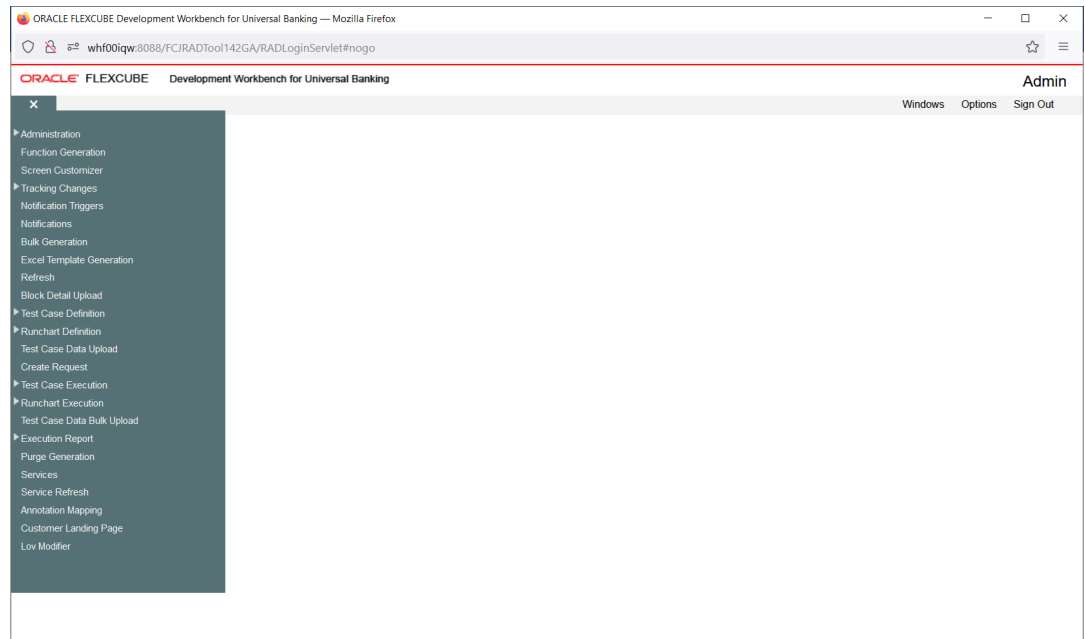 ORACLE FLEXCUBE Development Workbench for Universal Banking — Mozilla Firefox
whf00iqw:8088/FCJRADTool142GA/RADLoginServlet#nogo
ORACLE FLEXCUBE Development Workbench for Universal Banking
Admin
Windows Options Sign Out
Administration
Function Generation
Screen Customizer
Tracking Changes
Notification Triggers
Notifications
Bulk Generation
Excel Template Generation
Refresh
Block Detail Upload
Test Case Definition
Runchart Definition
Test Case Data Upload
Create Request
Test Case Execution
Runchart Execution
Test Case Data Bulk Upload
Execution Report
Purge Generation
Services
Service Refresh
Annotation Mapping
Customer Landing Page
Lov Modifier